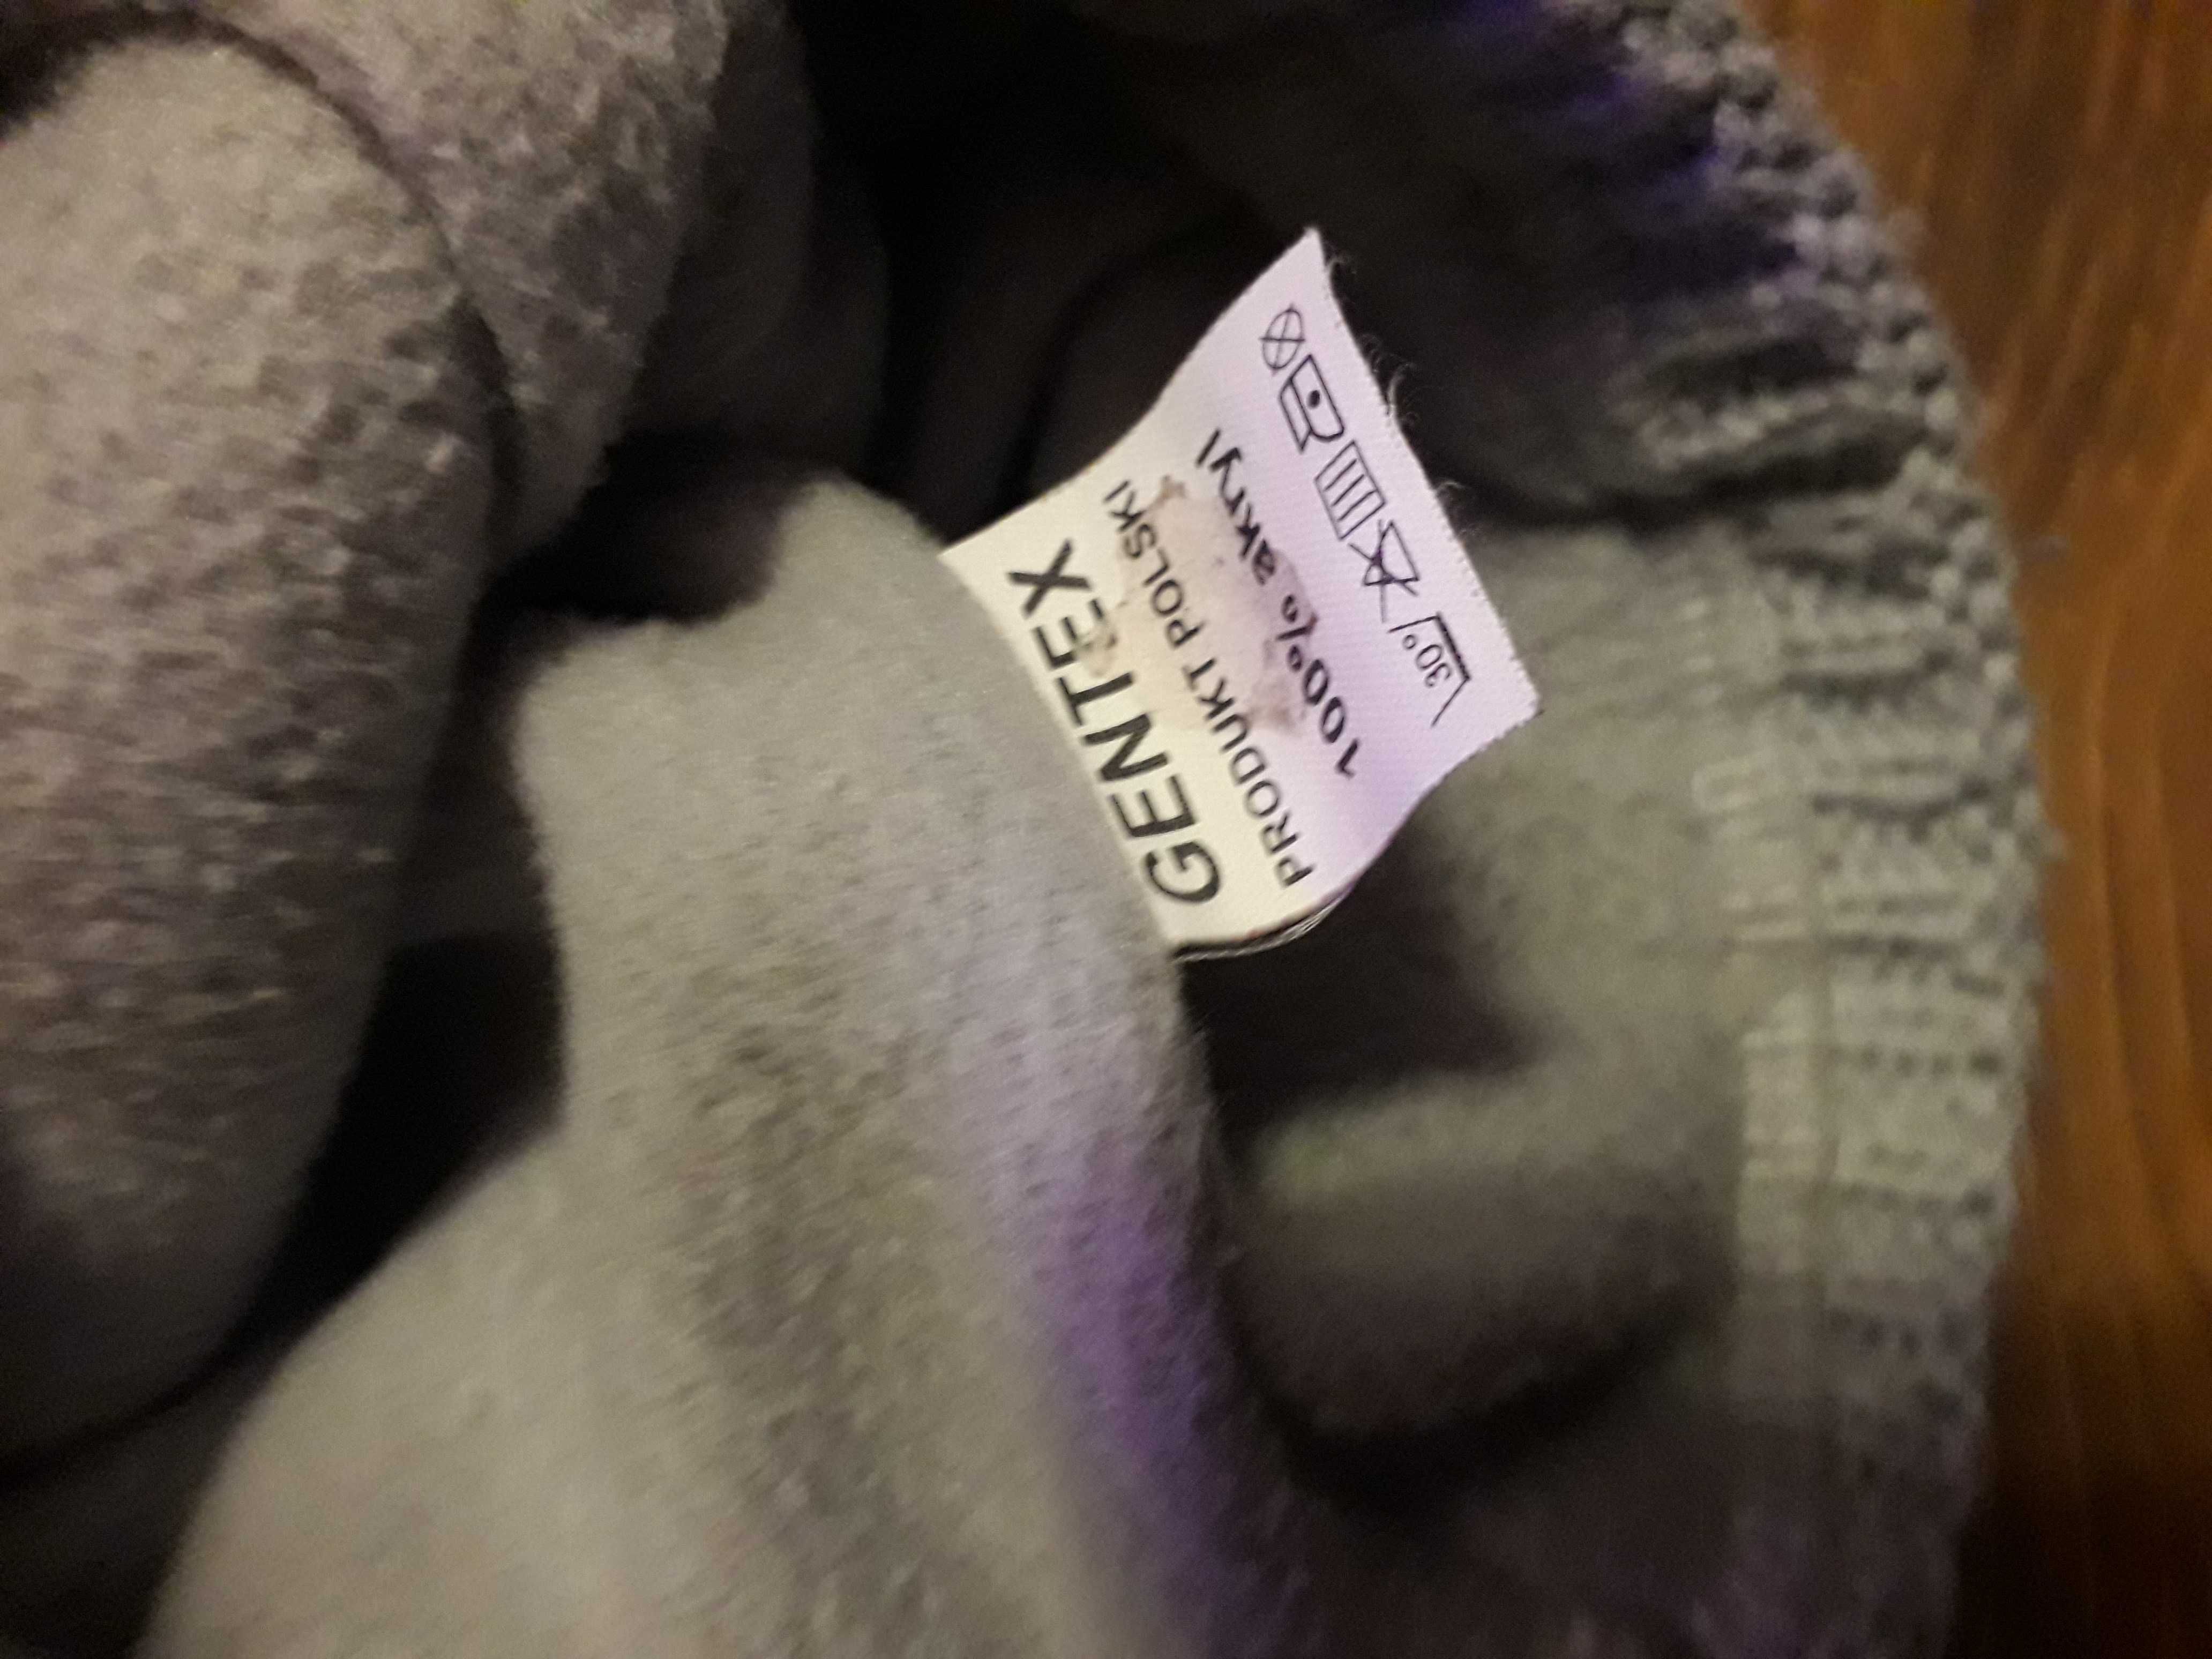 GENTEX
PRODUKT POLSKI
100% akryl
30°